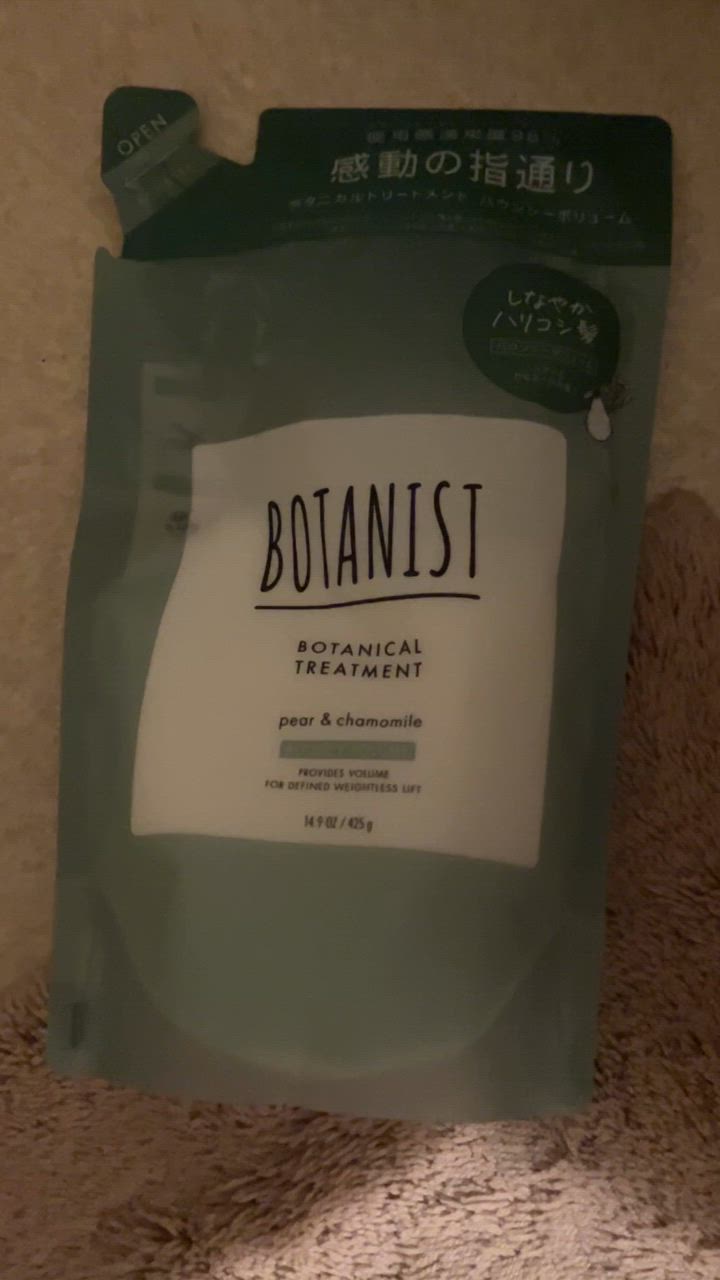 OPEN
感動の指通り
ボタニカルトリートメント バウンシーボリューム
しなやか
ハリコシ髪
BOTANIST
BOTANICAL
TREATMENT
pear & chamomile
PROVIDES VOLUME
FOR DEFINED WEIGHTLESS LIFT
14.9 OZ / 425 g